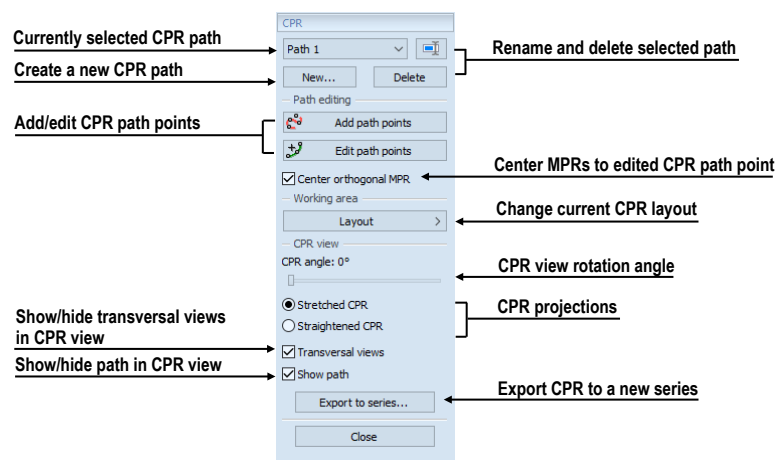 CPR
Currently selected CPR path
Path 1
Rename and delete selected path
Create a new CPR path
New...
Delete
Path editing
Add/edit CPR path points
Add path points
Edit path points
Center MPRs to edited CPR path point
Center orthogonal MPR
Working area
Change current CPR layout
Layout
CPR view
CPR angle: 0°
CPR view rotation angle
Stretched CPR
CPR projections
Straightened CPR
Show/hide transversal views
in CPR view
Transversal views
Show/hide path in CPR view
Show path
Export CPR to a new series
Export to series...
Close